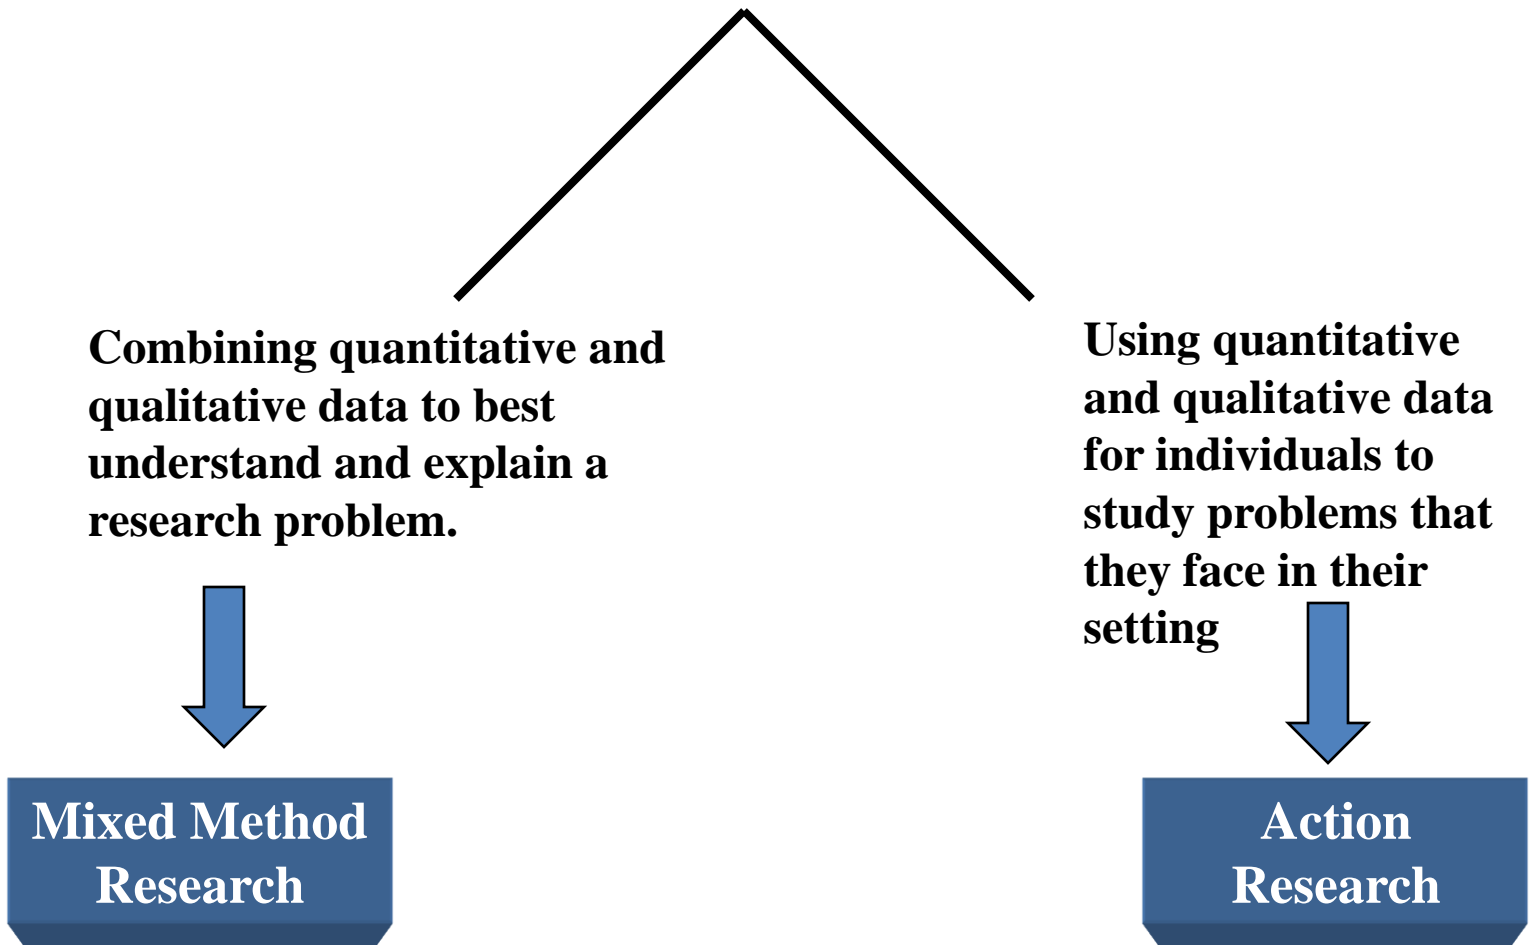 Combining quantitative and
qualitative data to best
understand and explain a
research problem.
Using quantitative
and qualitative data
for individuals to
study problems that
they face in their
setting
Mixed Method
Research
Action
Research